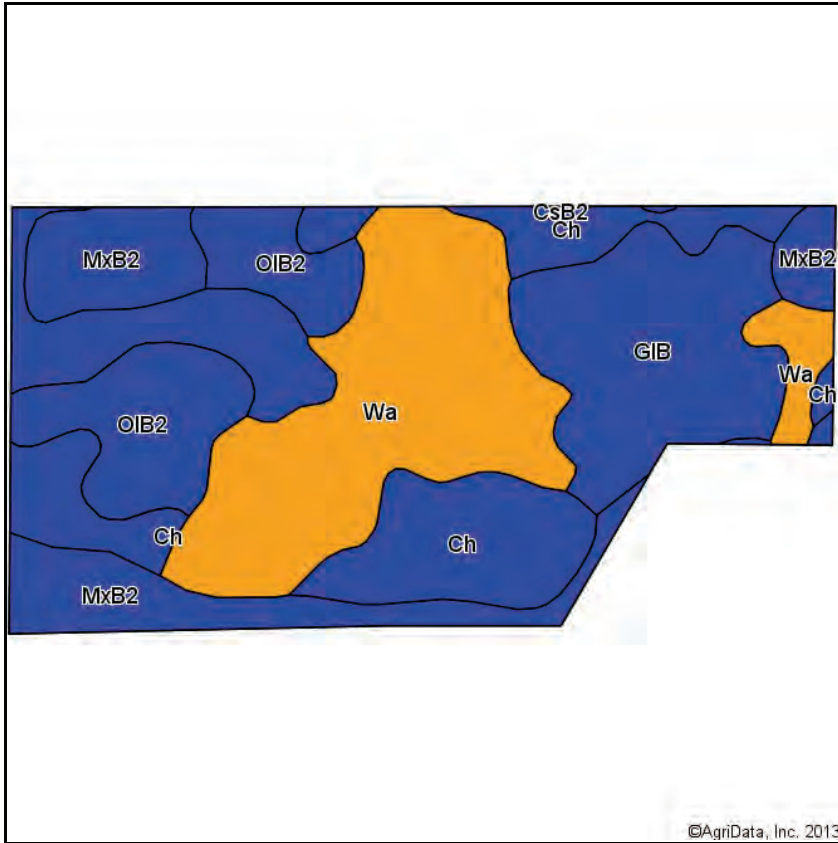 CsB2
Ch
MxB2
OlB2
MxB2
GlB
Wa
Ch
Wa
OlB2
Ch
Ch
MxB2
©AgriData, Inc. 2013